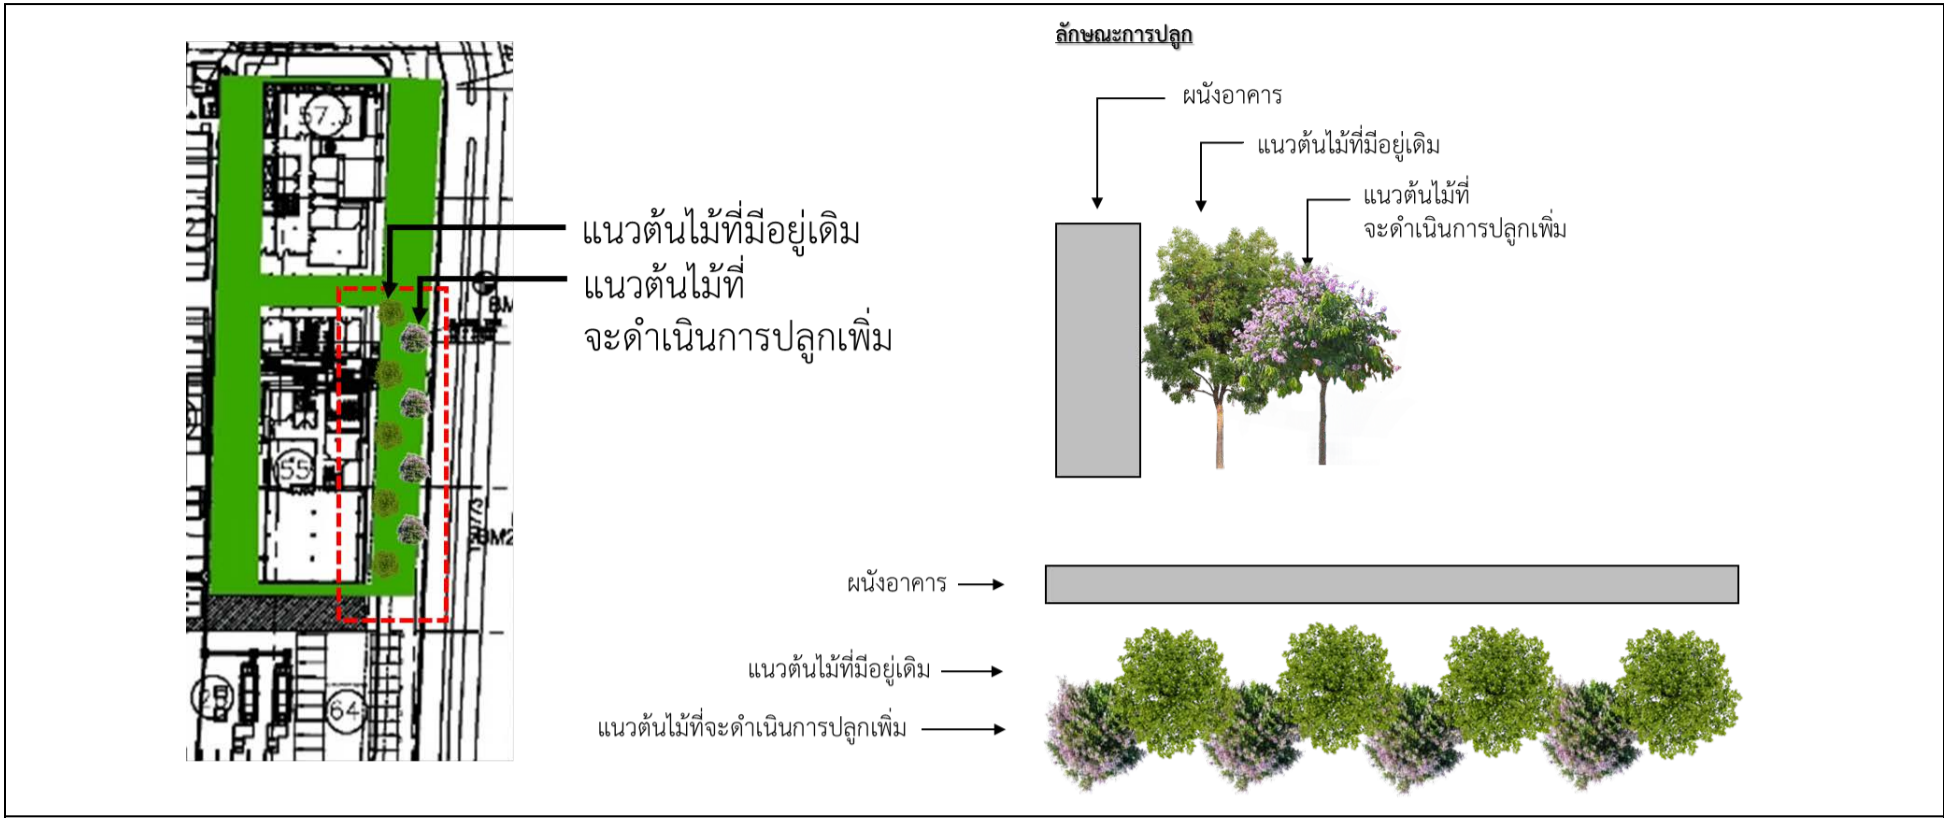 ลักษณะการปลูก
ผนังอาคาร
แนวต้นไม้ที่มีอยู่เดิม
แนวต้นไม้ที่
จะดำเนินการปลูกเพิ่ม
57.3
แนวต้นไม้ที่มีอยู่เดิม
แนวต้นไม้ที่
จะดำเนินการปลูกเพิ่ม
55
BM2
64
ผนังอาคาร
แนวต้นไม้ที่มีอยู่เดิม
แนวต้นไม้ที่จะดำเนินการปลูกเพิ่ม